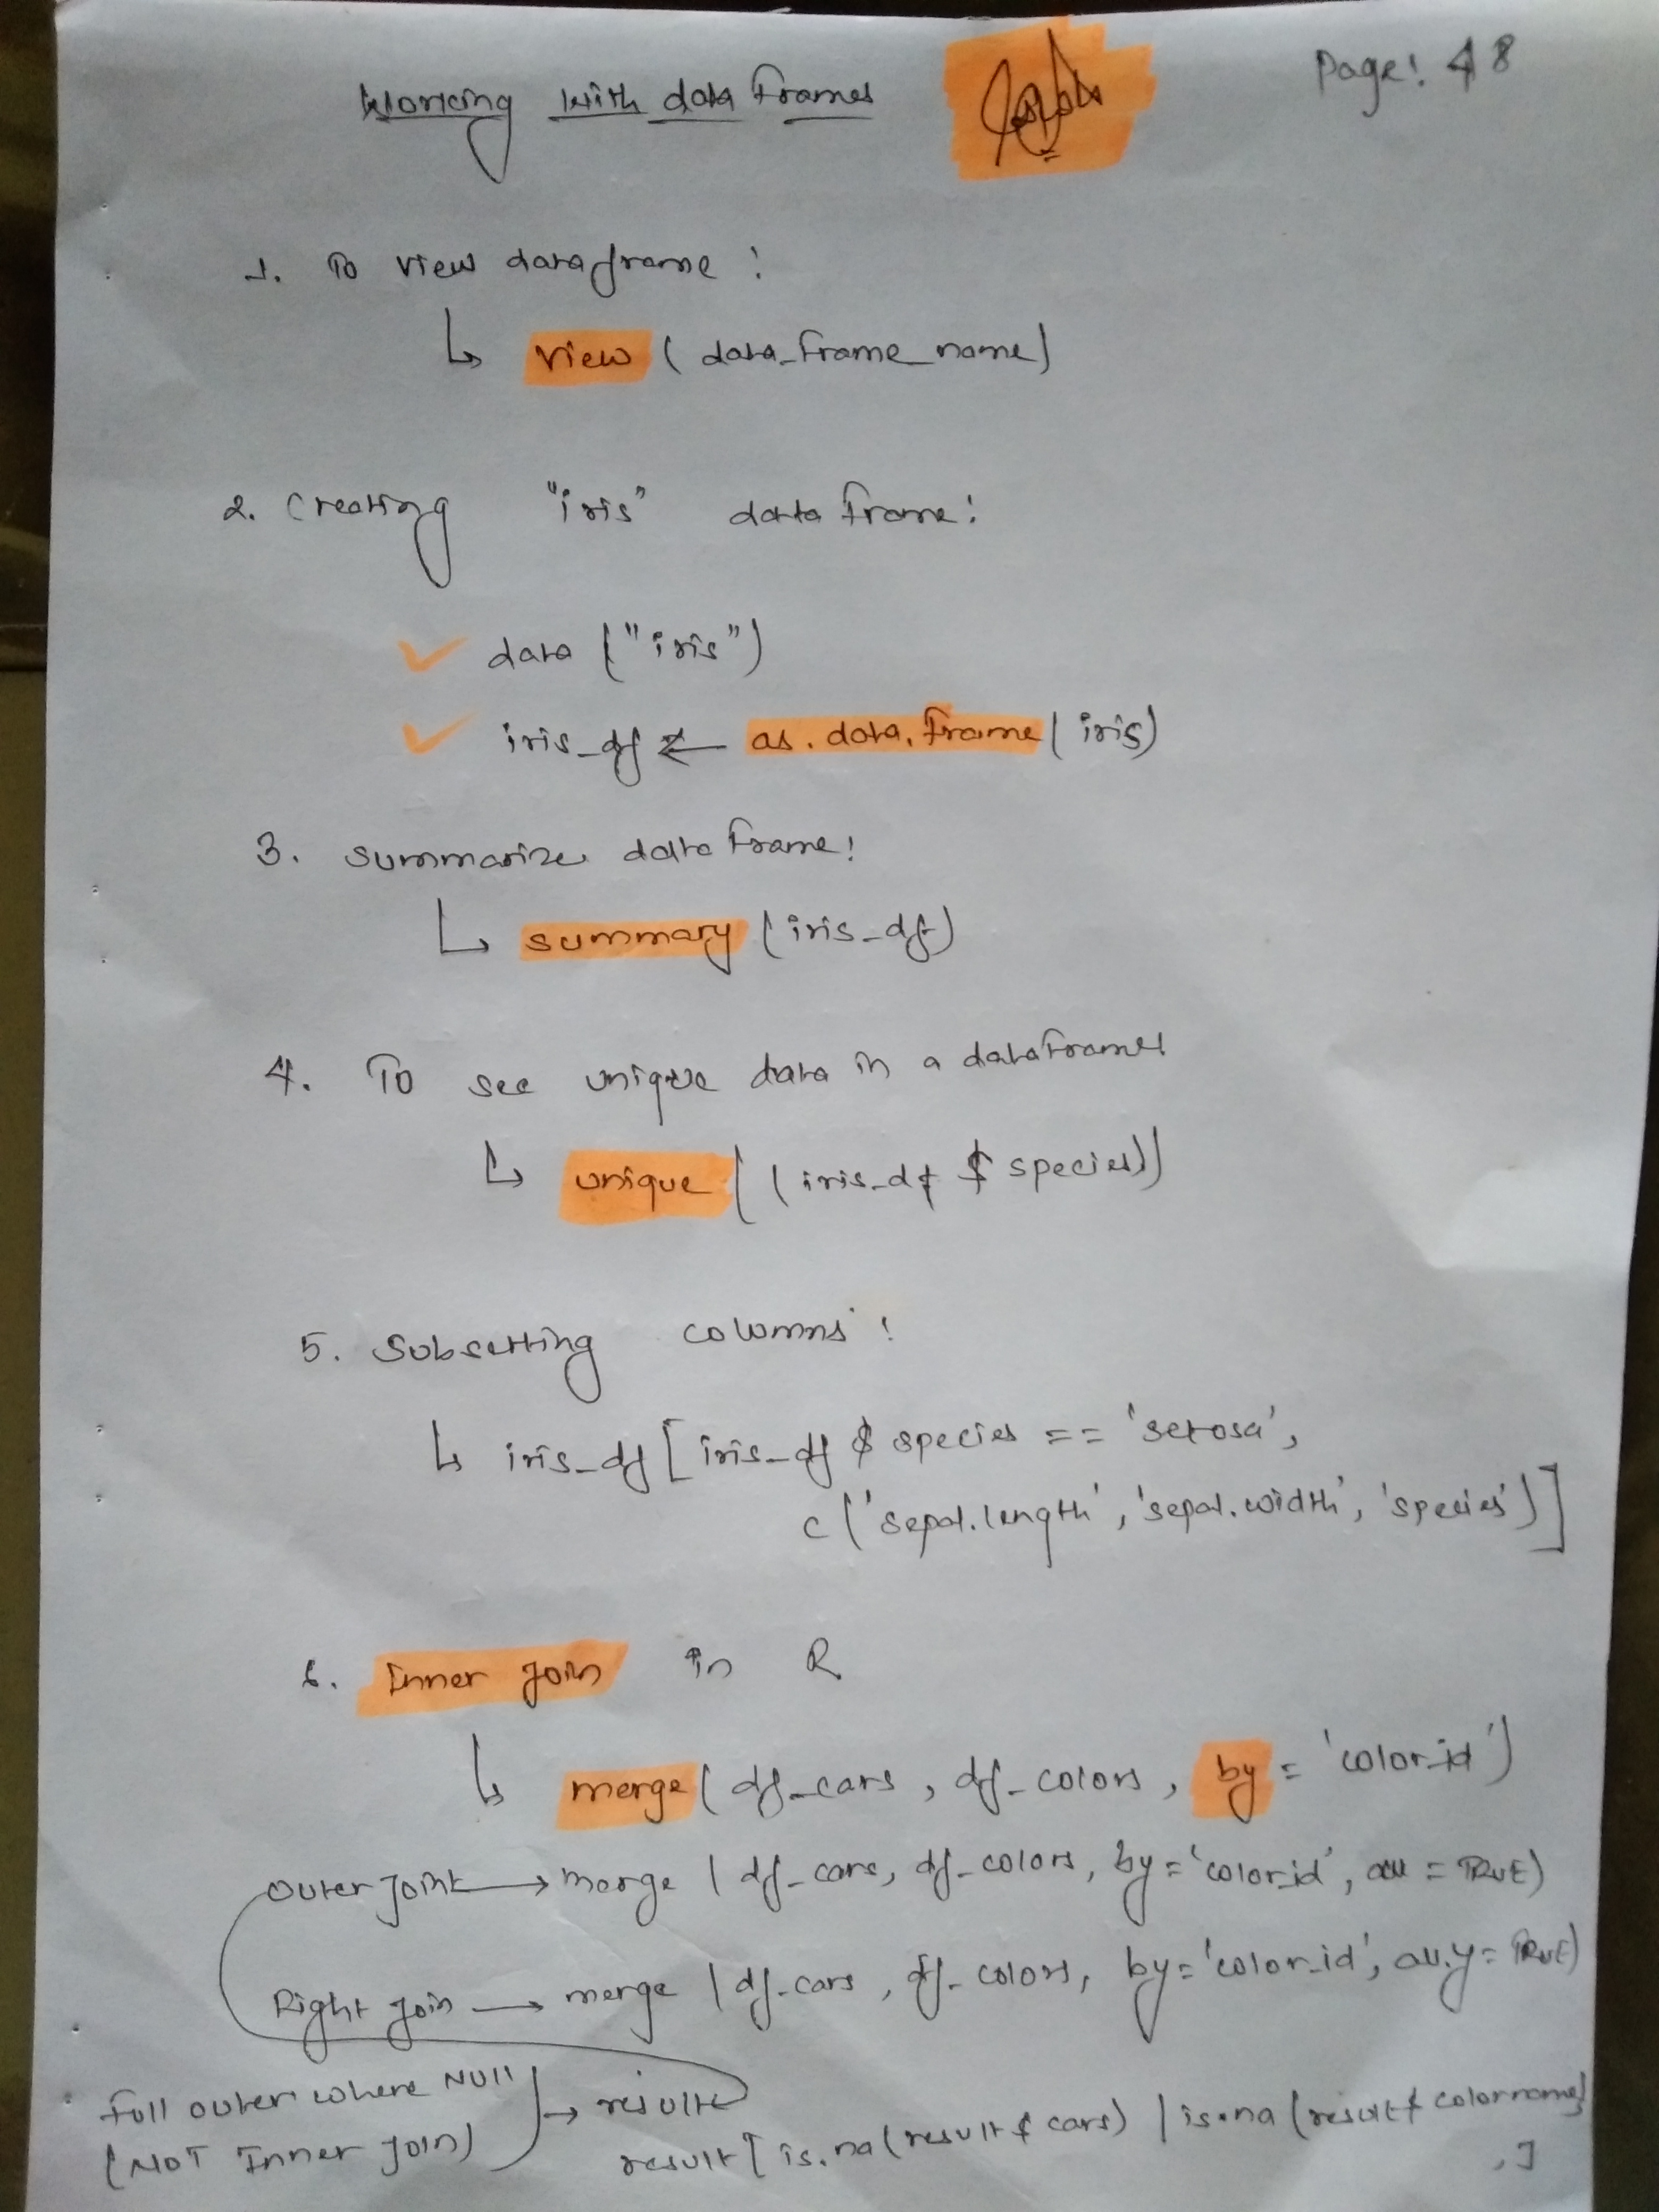 Working with data frames
Page: 48
1. To view dataframe :
↳ view ( data_frame_name)
2. Creating "iris" data frame:
✓ data ("iris")
✓ iris_df <- as.data.frame( iris)
3. Summarize data frame:
↳ summary (iris_df)
4. To see unique data in a dataframe
↳ unique ( ( iris_df $ species))
5. Subsetting columns :
↳ iris_df [ iris_df $ species == 'setosa',
c('sepal.length', 'sepal.width', 'species')]
6. Inner Join in R
↳ merge( df_cars , df_colors , by = 'color_id')
Outer Joint → merge ( df_cars, df_colors, by = 'color_id', all = TRUE)
Right Join → merge ( df_cars , df_colors, by = 'color_id', all.y = TRUE)
Full outer where NULL → result
(NOT Inner Join) result [ is.na (result $ cars) | is.na (result $ colorname)
, ]